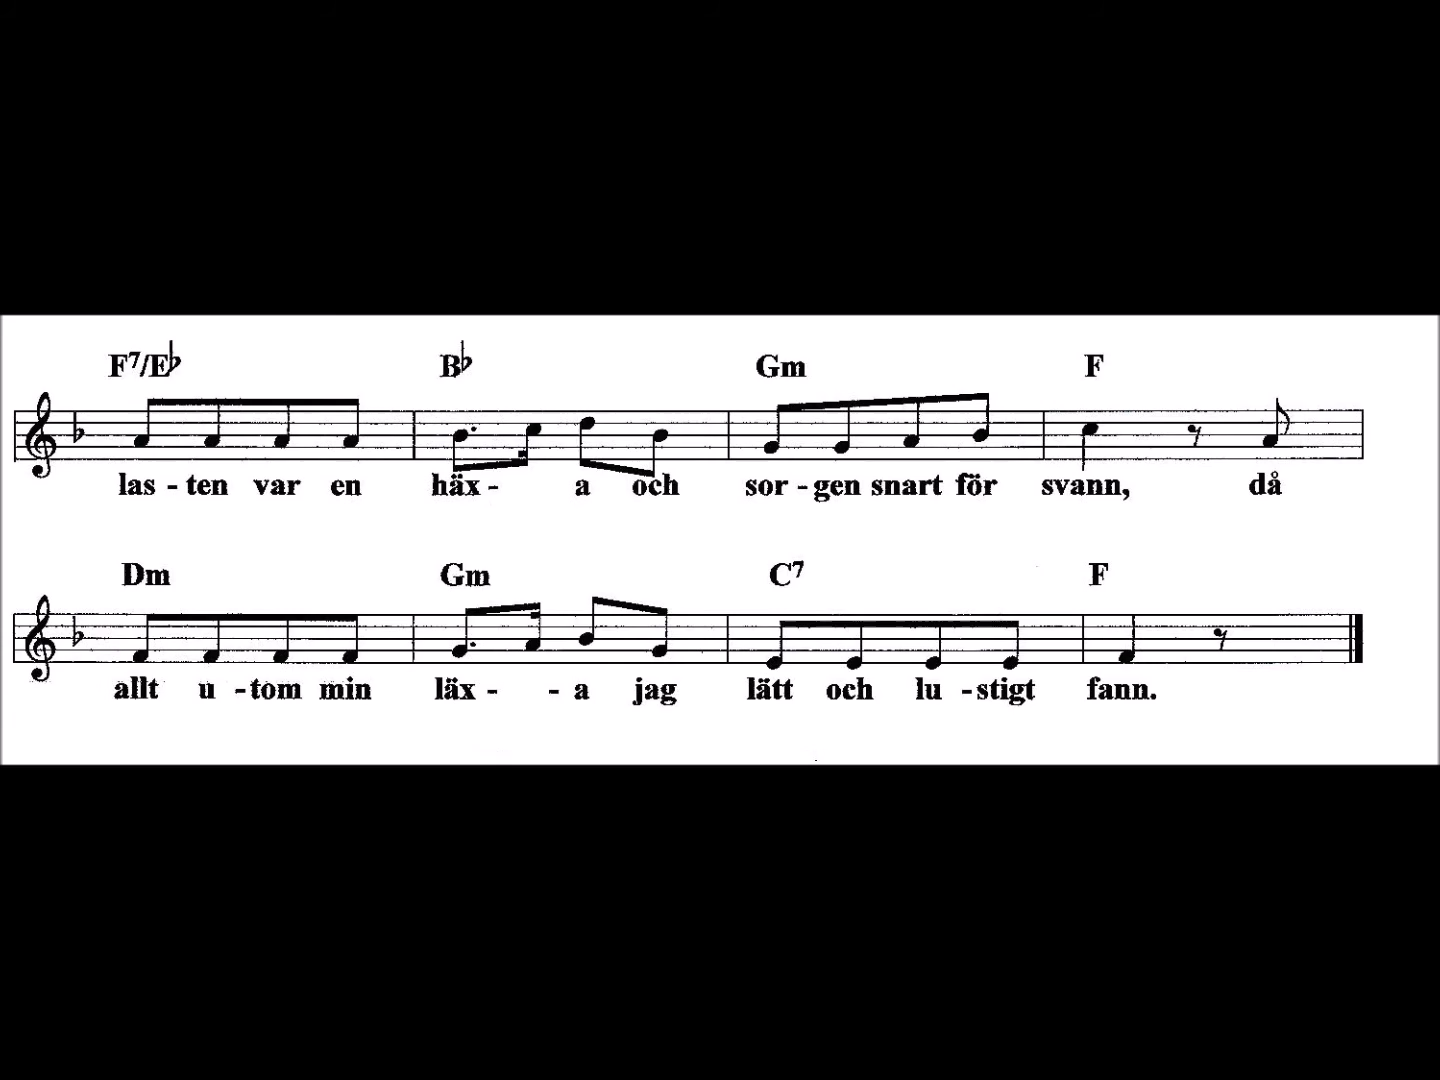 F7/E♭ B♭ Gm F
las - ten var en häx - a och sor - gen snart för svann, då
Dm Gm C7 F
allt u - tom min läx - - a jag lätt och lu - stigt fann.